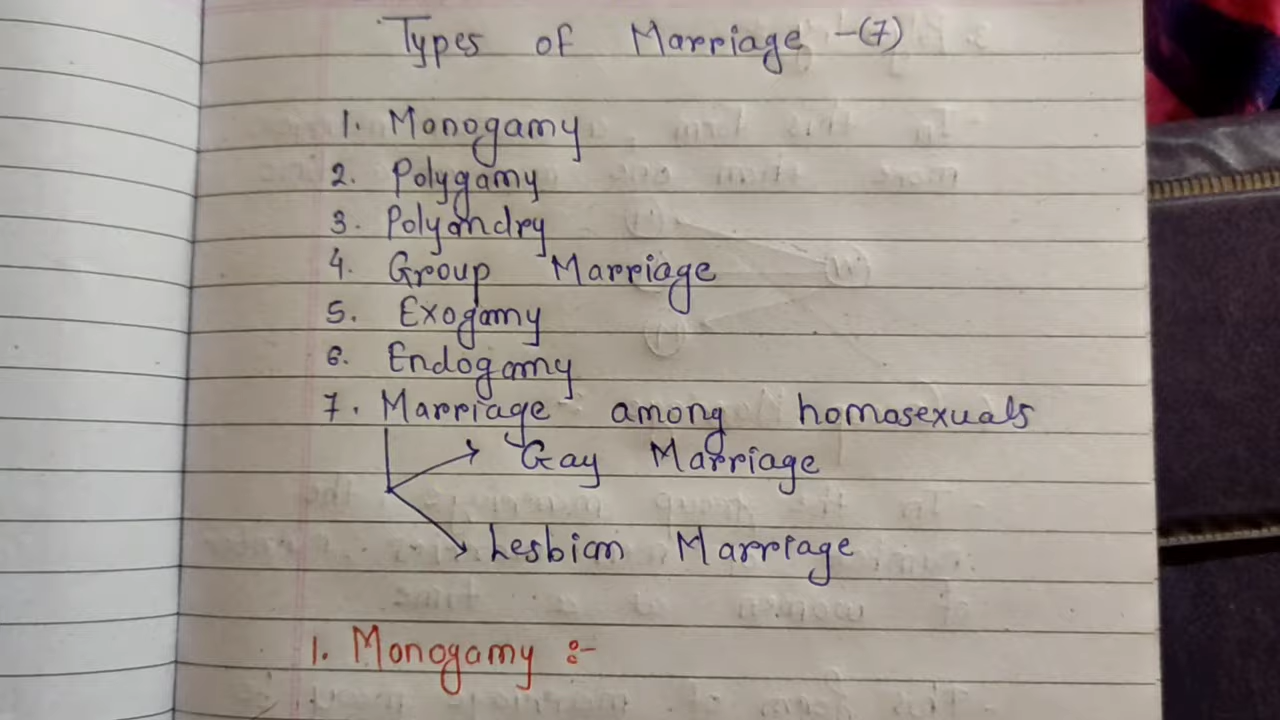 Types of Marriage -(7)
1. Monogamy
2. Polygamy
3. Polyandry
4. Group Marriage
5. Exogamy
6. Endogamy
7. Marriage among homosexuals
Gay Marriage
Lesbian Marriage
1. Monogamy :-